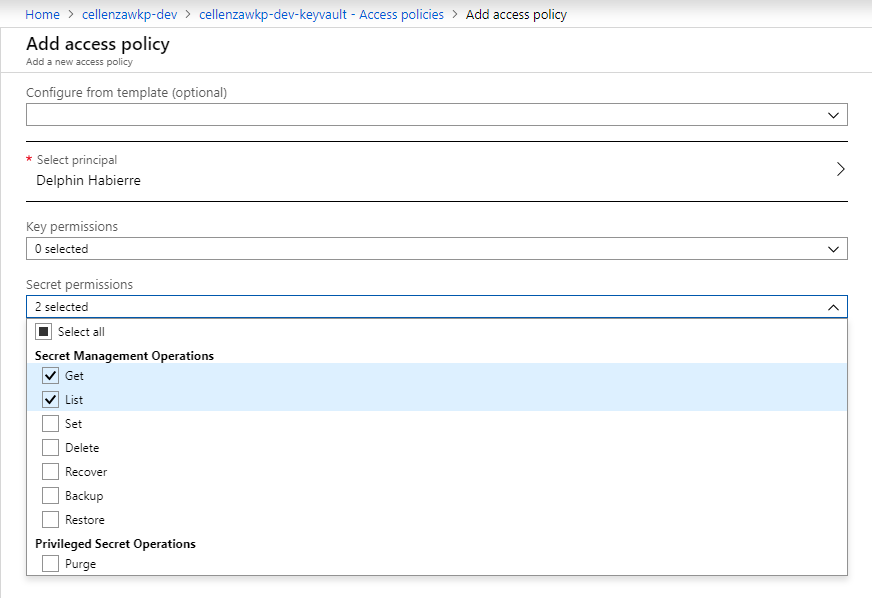 Home > cellenzawkp-dev > cellenzawkp-dev-keyvault - Access policies > Add access policy
Add access policy
Add a new access policy
Configure from template (optional)
* Select principal
Delphin Habierre
Key permissions
0 selected
Secret permissions
2 selected
Select all
Secret Management Operations
Get
List
Set
Delete
Recover
Backup
Restore
Privileged Secret Operations
Purge